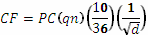 CF = PC(qn)(10/36)(1/√d)